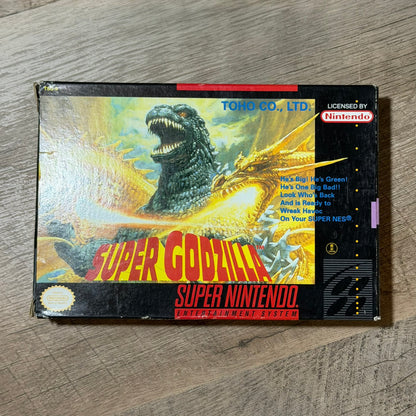 TOHO CO., LTD.
LICENSED BY
Nintendo
He's Big! He's Green!
He's One Big Bad!!
Look Who's Back
And is Ready to
Wreak Havoc
On Your SUPER NES®.
SUPER GODZILLA™
SUPER NINTENDO®
ENTERTAINMENT SYSTEM